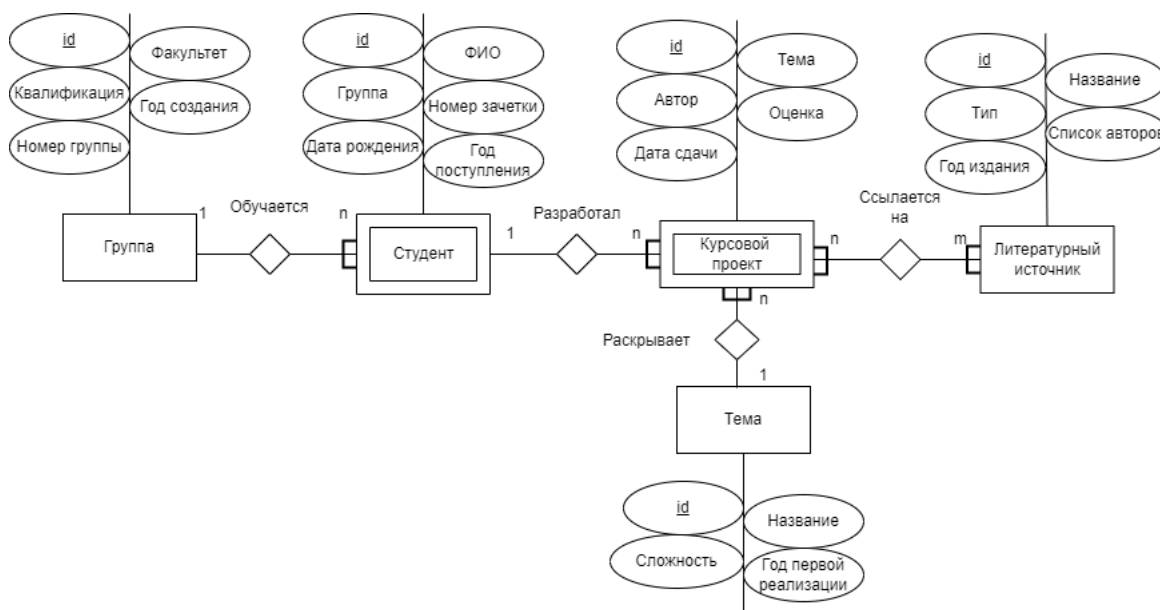 id
Факультет
Квалификация
Год создания
Номер группы
id
ФИО
Группа
Номер зачетки
Дата рождения
Год
поступления
id
Тема
Автор
Оценка
Дата сдачи
id
Название
Тип
Список авторов
Год издания
Группа
1
Обучается
n
Студент
1
Разработал
n
Курсовой
проект
n
Ссылается
на
m
Литературный
источник
n
Раскрывает
1
Тема
id
Название
Сложность
Год первой
реализации